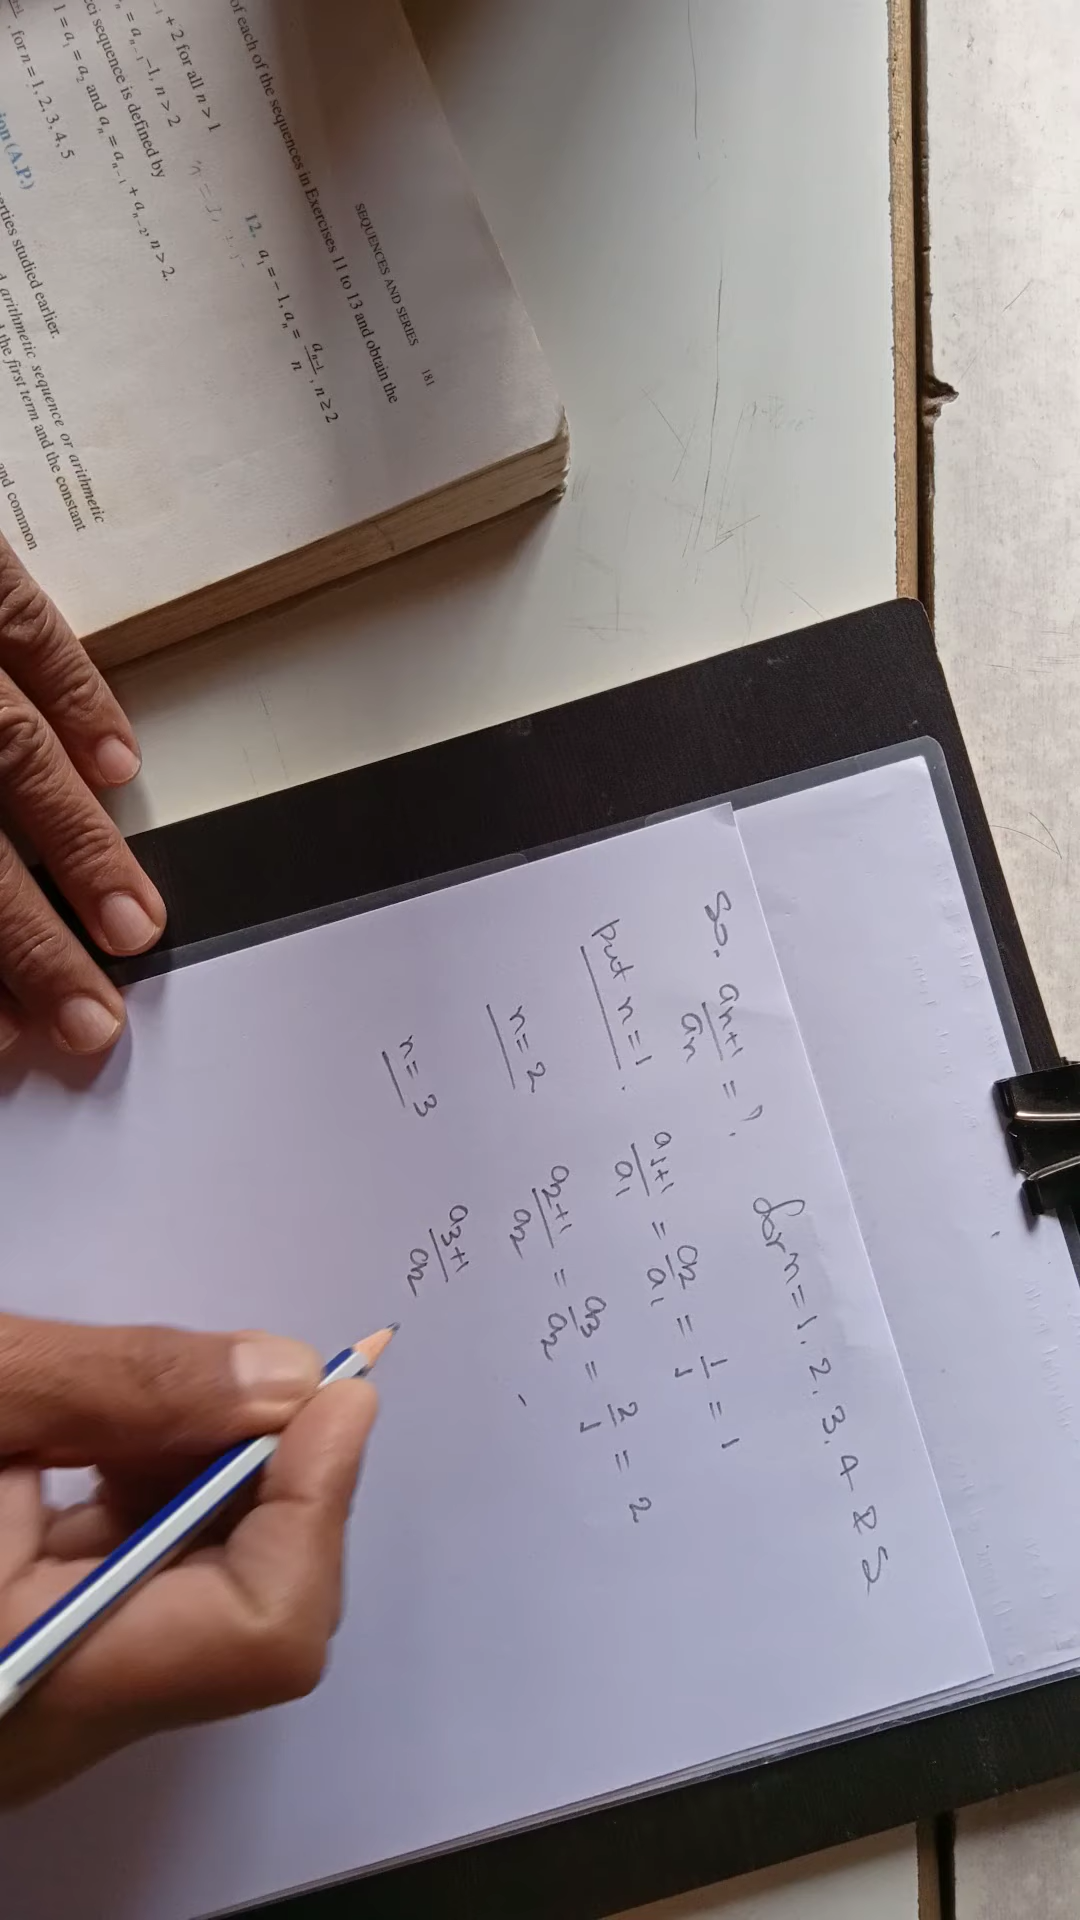 SEQUENCES AND SERIES 181
of each of the sequences in Exercises 11 to 13 and obtain the
12. a₁ = – 1, aₙ = aₙ₋₁/n , n ≥ 2
+ 2 for all n > 1
= aₙ₋₁ –1, n > 2
sequence is defined by
1 = a₁ = a₂ and aₙ = aₙ₋₁ + aₙ₋₂, n > 2.
, for n = 1, 2, 3, 4, 5
(A.P.)
studied earlier.
arithmetic sequence or arithmetic
the first term and the constant
and common
for n = 1, 2, 3, 4 & 5
So, aₙ₊₁/aₙ = ?.
put n = 1. a₁₊₁/a₁ = a₂/a₁ = 1/1 = 1
n = 2 a₂₊₁/a₂ = a₃/a₂ = 2/1 = 2
n = 3 a₃₊₁/a₂